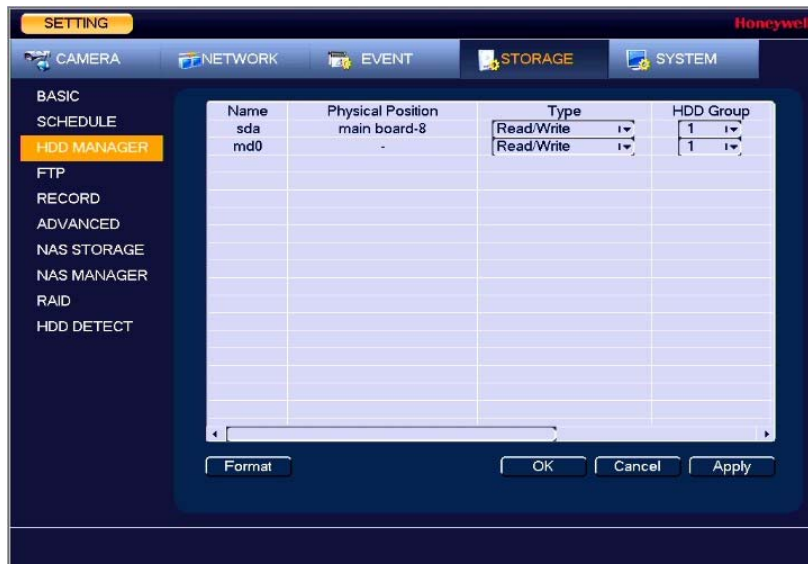 SETTING
Honeywel
CAMERA NETWORK EVENT STORAGE SYSTEM
BASIC
SCHEDULE
HDD MANAGER
FTP
RECORD
ADVANCED
NAS STORAGE
NAS MANAGER
RAID
HDD DETECT
Name Physical Position Type HDD Group
sda main board-8 Read/Write 1
md0 - Read/Write 1
Format OK Cancel Apply